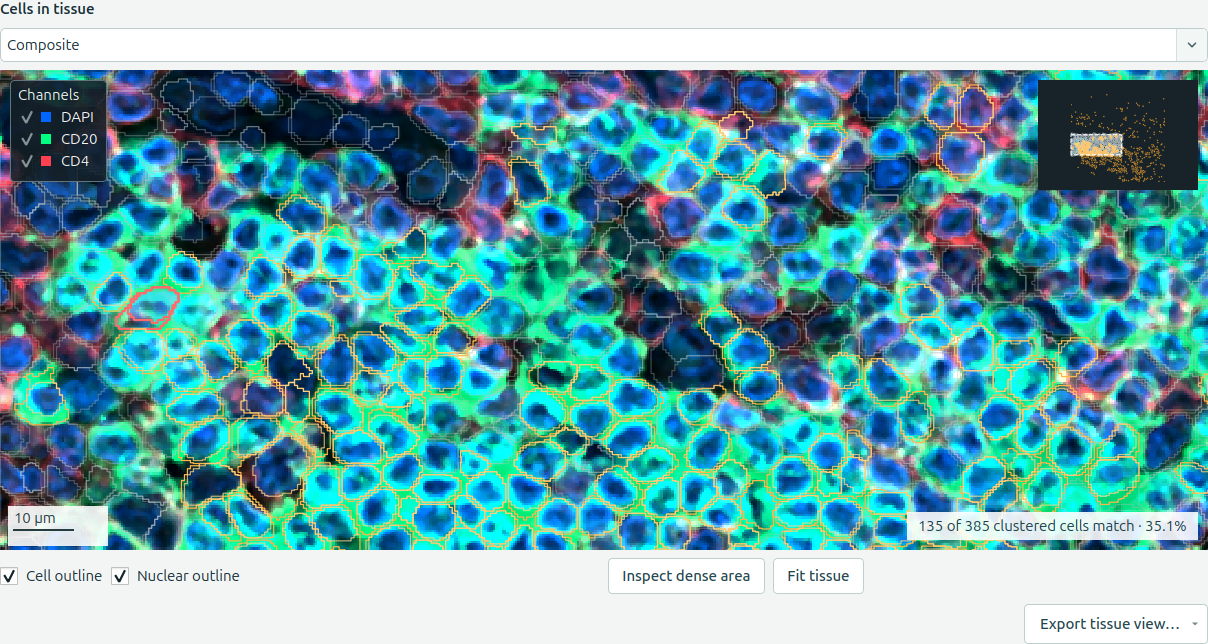 Cells in tissue
Composite
Channels
DAPI
CD20
CD4
10 µm
135 of 385 clustered cells match · 35.1%
Cell outline
Nuclear outline
Inspect dense area
Fit tissue
Export tissue view...